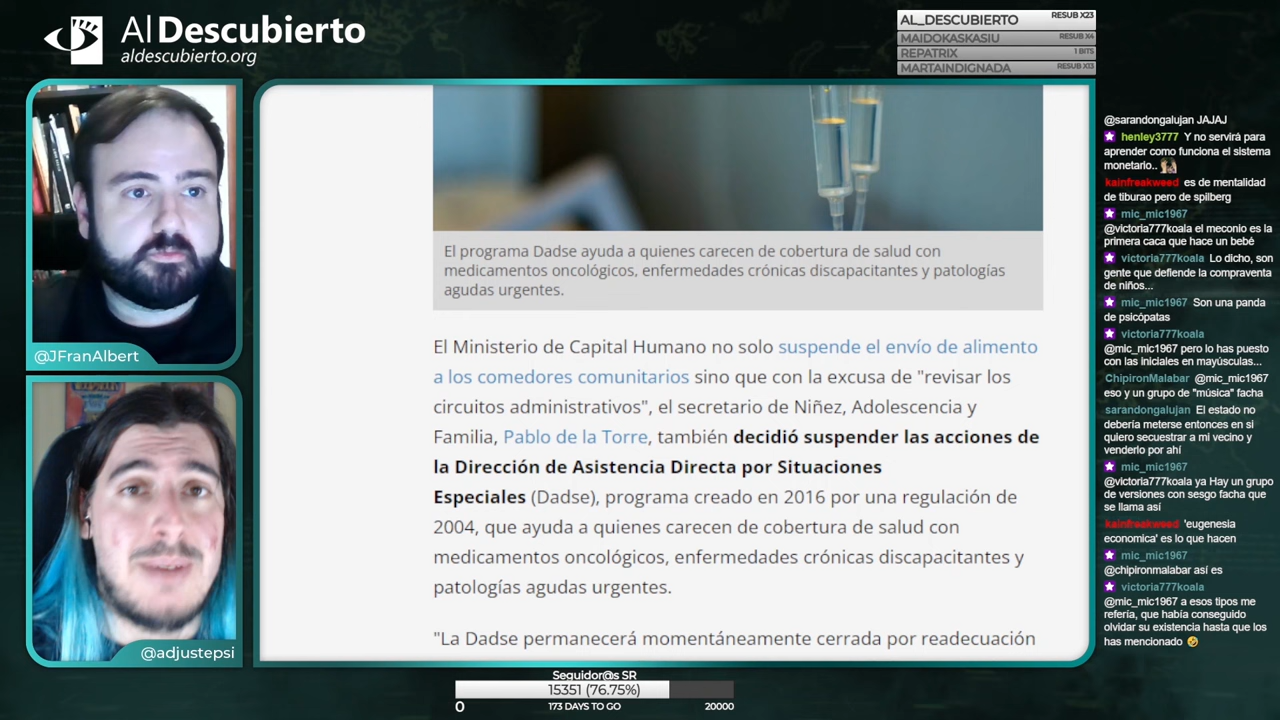 Al Descubierto
aldescubierto.org
AL_DESCUBIERTO RESUB X23
MAIDOKASKASIU RESUB X4
REPATRIX 1 BITS
MARTAINDIGNADA RESUB X13
@JFranAlbert
@adjustepsi
El programa Dadse ayuda a quienes carecen de cobertura de salud con
medicamentos oncológicos, enfermedades crónicas discapacitantes y patologías
agudas urgentes.
El Ministerio de Capital Humano no solo suspende el envío de alimento
a los comedores comunitarios sino que con la excusa de "revisar los
circuitos administrativos", el secretario de Niñez, Adolescencia y
Familia, Pablo de la Torre, también decidió suspender las acciones de
la Dirección de Asistencia Directa por Situaciones
Especiales (Dadse), programa creado en 2016 por una regulación de
2004, que ayuda a quienes carecen de cobertura de salud con
medicamentos oncológicos, enfermedades crónicas discapacitantes y
patologías agudas urgentes.
"La Dadse permanecerá momentáneamente cerrada por readecuación
@sarandongalujan JAJAJ
henley3777 Y no servirá para
aprender como funciona el sistema
monetario..
kainfreakweed es de mentalidad
de tiburao pero de spilberg
mic_mic1967
@victoria777koala el meconio es la
primera caca que hace un bebé
victoria777koala Lo dicho, son
gente que defiende la compraventa
de niños...
mic_mic1967 Son una panda
de psicópatas
victoria777koala
@mic_mic1967 pero lo has puesto
con las iniciales en mayúsculas...
ChipironMalabar @mic_mic1967
eso y un grupo de "música" facha
sarandongalujan El estado no
debería meterse entonces en si
quiero secuestrar a mi vecino y
venderlo por ahí
mic_mic1967
@victoria777koala ya Hay un grupo
de versiones con sesgo facha que
se llama así
kainfreakweed 'eugenesia
economica' es lo que hacen
mic_mic1967
@chipironmalabar así es
victoria777koala
@mic_mic1967 a esos tipos me
refería, que había conseguido
olvidar su existencia hasta que los
has mencionado
Seguidor@s SR
15351 (76.75%)
0 173 DAYS TO GO 20000